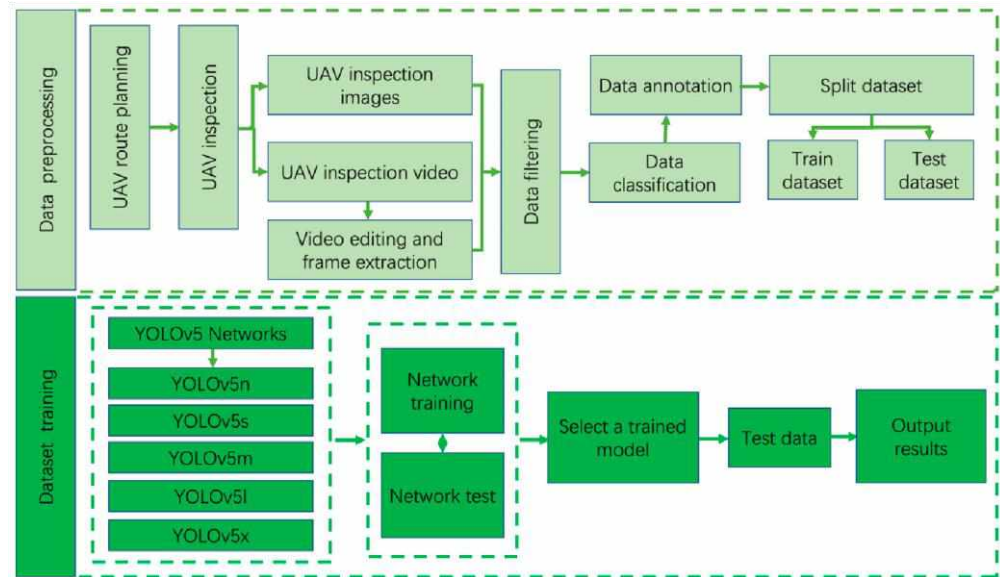 Data preprocessing
UAV route planning
UAV inspection
UAV inspection
images
UAV inspection video
Video editing and
frame extraction
Data filtering
Data annotation
Data
classification
Split dataset
Train
dataset
Test
dataset
Dataset training
YOLOv5 Networks
YOLOv5n
YOLOv5s
YOLOv5m
YOLOv5l
YOLOv5x
Network
training
Network test
Select a trained
model
Test data
Output
results